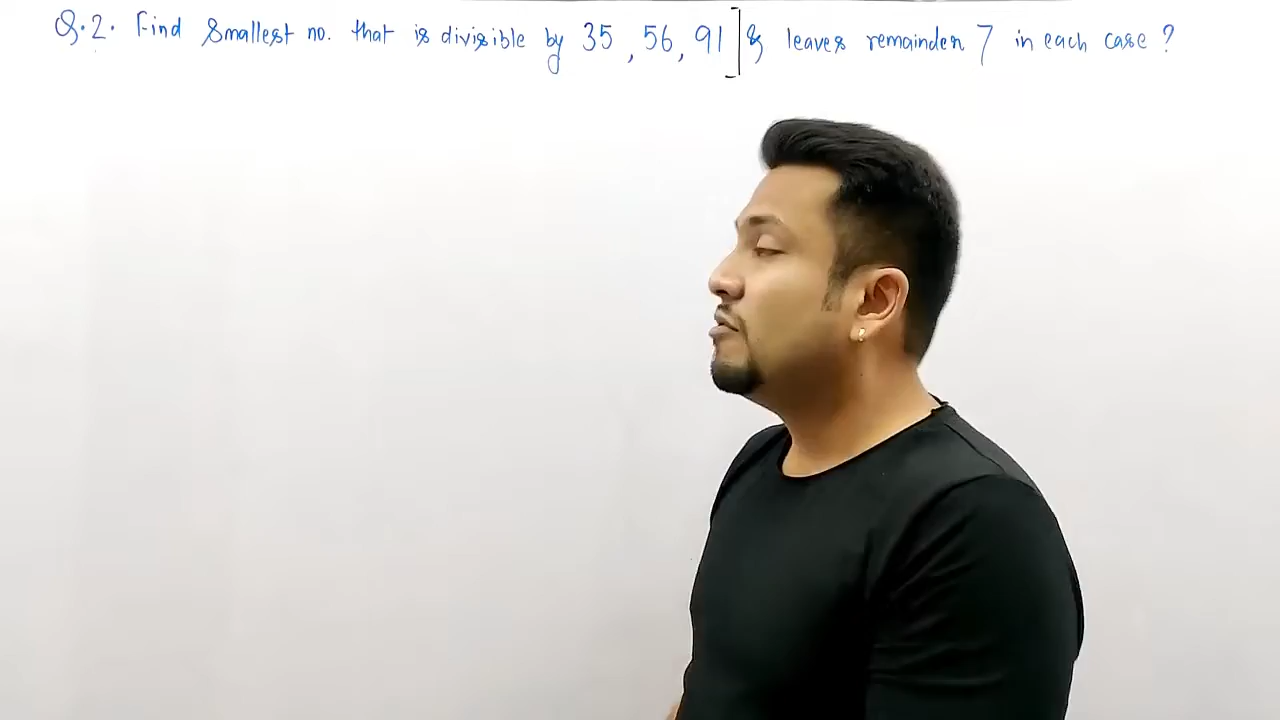 Q.2. Find smallest no. that is divisible by 35, 56, 91] & leaves remainder 7 in each case ?